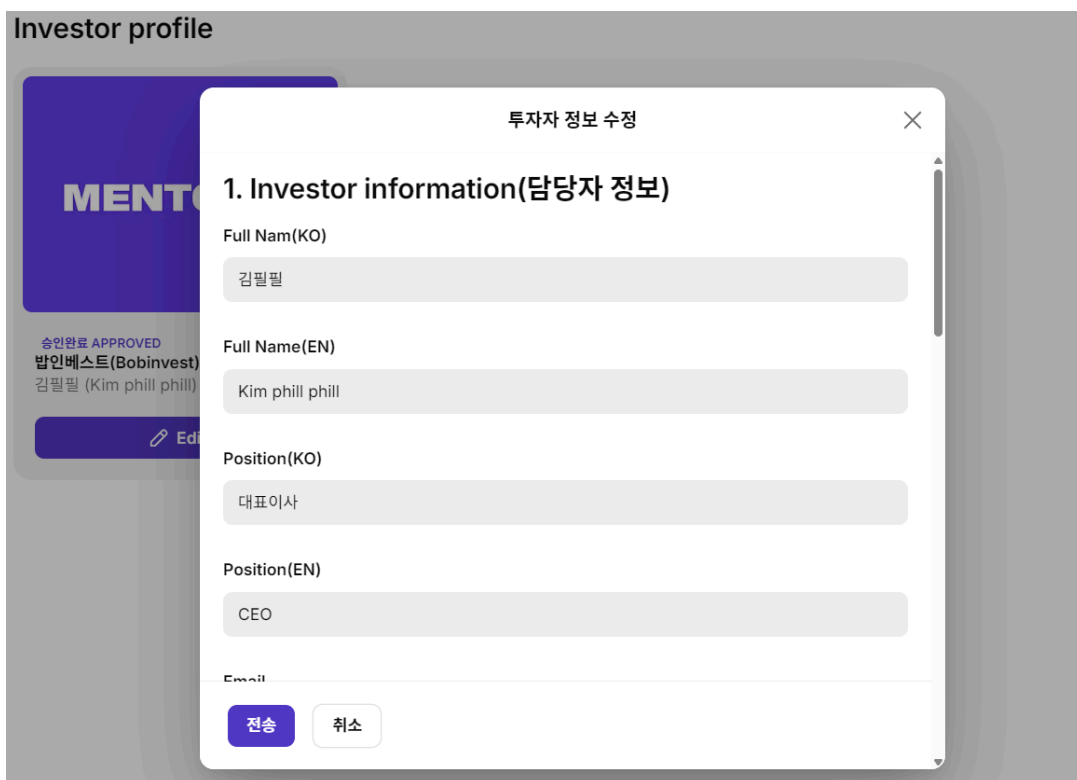 Investor profile
MENTO
승인완료 APPROVED
밥인베스트(Bobinvest)
김필필 (Kim phill phill)
Edi
투자자 정보 수정
1. Investor information(담당자 정보)
Full Nam(KO)
김필필
Full Name(EN)
Kim phill phill
Position(KO)
대표이사
Position(EN)
CEO
Email
전송
취소